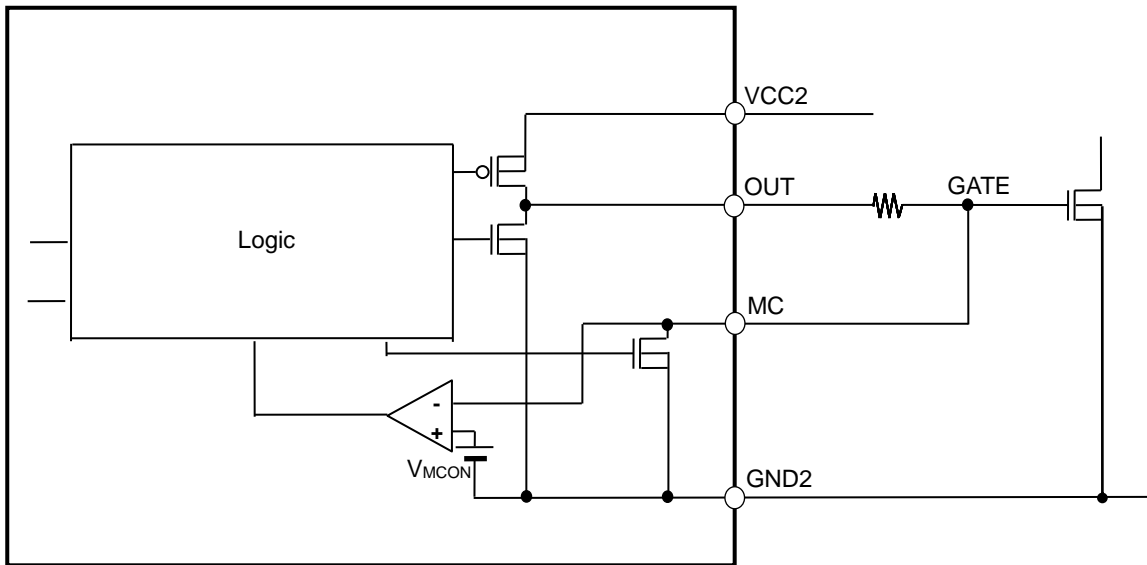 VCC2
OUT
GATE
Logic
MC
-
+
VMCON
GND2